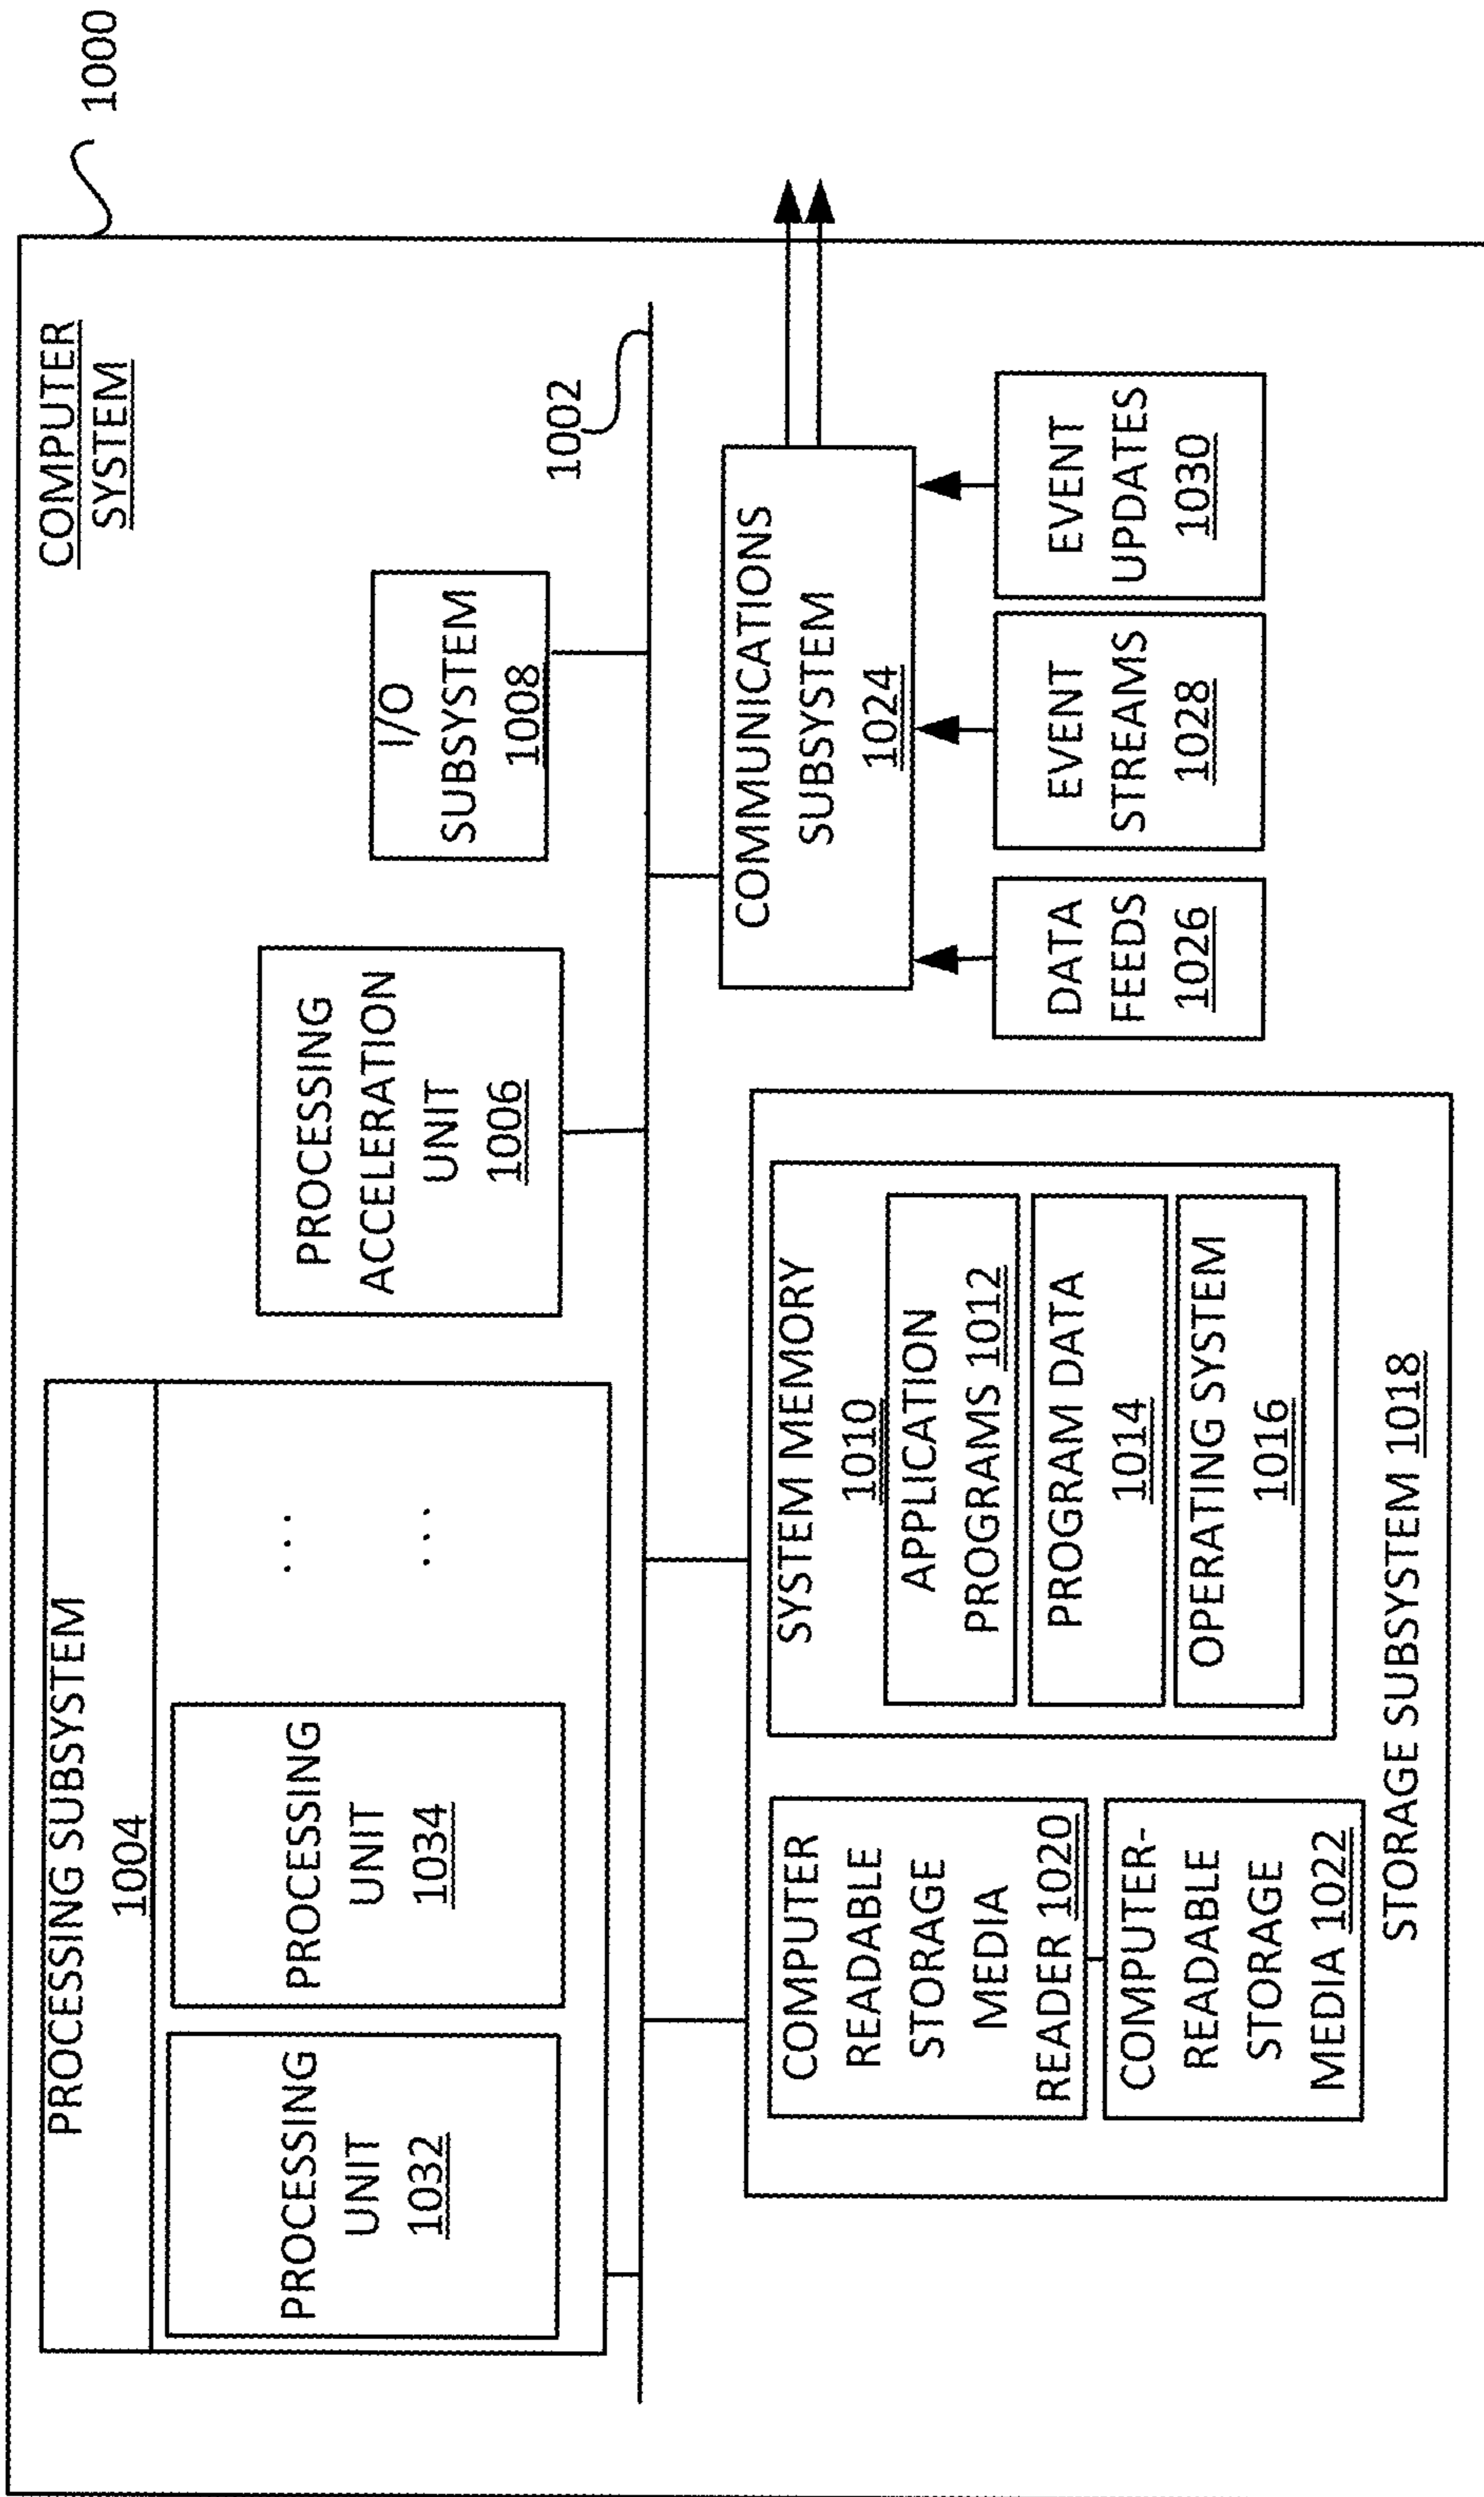 1000
COMPUTER
SYSTEM
PROCESSING SUBSYSTEM
1004
PROCESSING
UNIT
1032
PROCESSING
UNIT
1034
. . .
. . .
PROCESSING
ACCELERATION
UNIT
1006
I/O
SUBSYSTEM
1008
1002
COMPUTER
READABLE
STORAGE
MEDIA
READER 1020
COMPUTER-
READABLE
STORAGE
MEDIA 1022
SYSTEM MEMORY
1010
APPLICATION
PROGRAMS 1012
PROGRAM DATA
1014
OPERATING SYSTEM
1016
STORAGE SUBSYSTEM 1018
COMMUNICATIONS
SUBSYSTEM
1024
DATA
FEEDS
1026
EVENT
STREAMS
1028
EVENT
UPDATES
1030